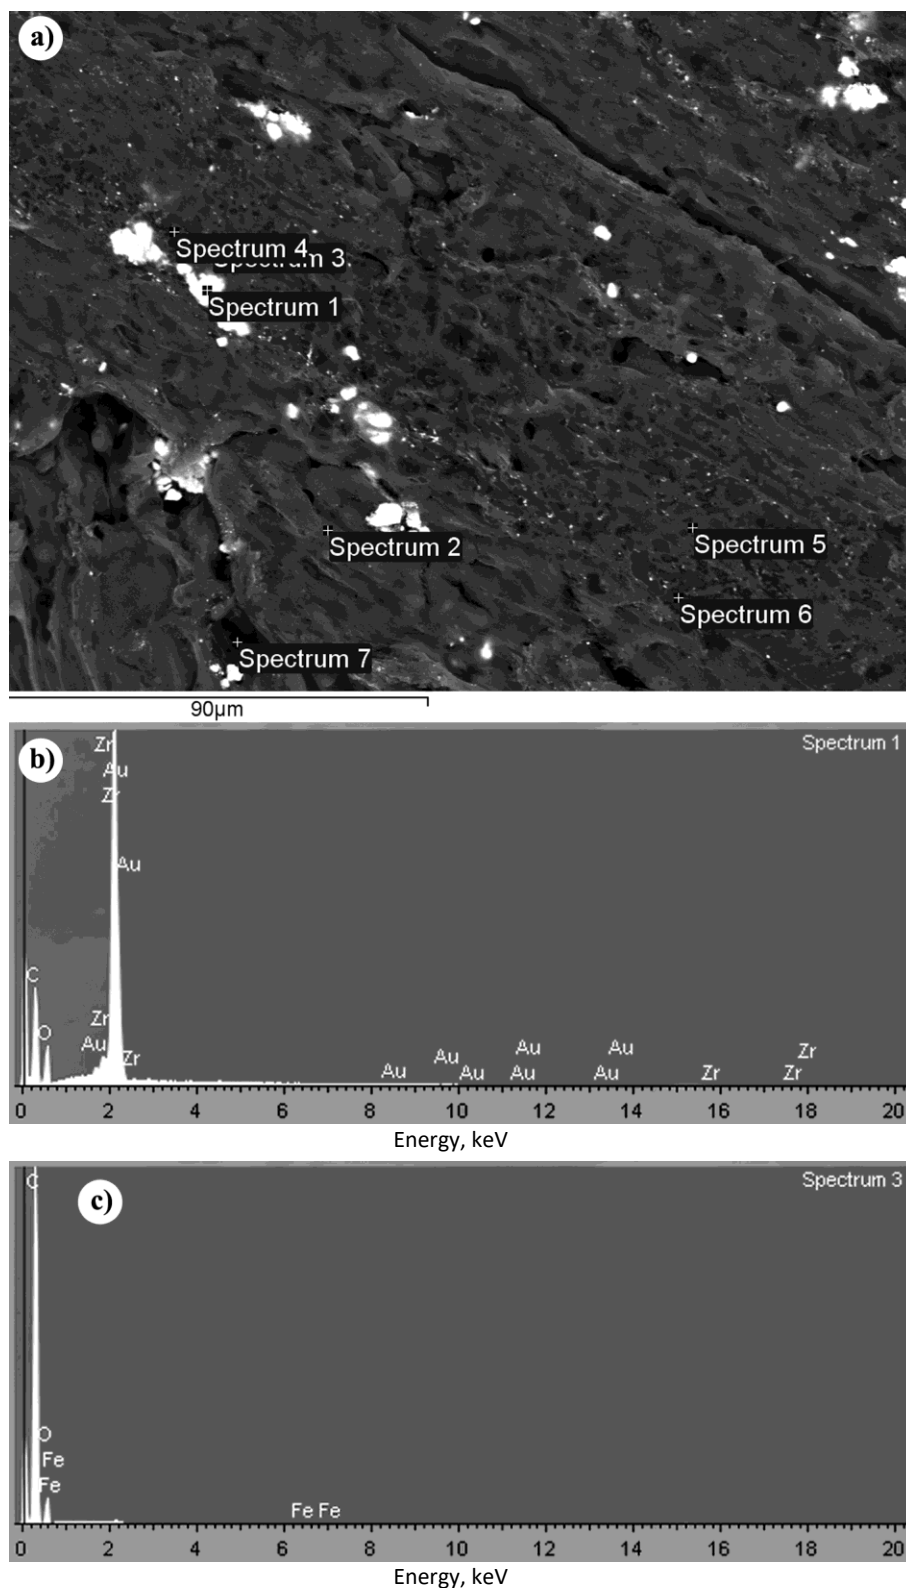 a)
Spectrum 4
Spectrum 3
Spectrum 1
Spectrum 2
Spectrum 5
Spectrum 6
Spectrum 7
90µm
b)
Spectrum 1
Zr
Au
Zr
Au
C
O
Zr
Au
Zr
Au Au Au Au Au Au Au Zr Zr Zr
0 2 4 6 8 10 12 14 16 18 20
Energy, keV
c)
Spectrum 3
C
O
Fe
Fe
Fe Fe
0 2 4 6 8 10 12 14 16 18 20
Energy, keV